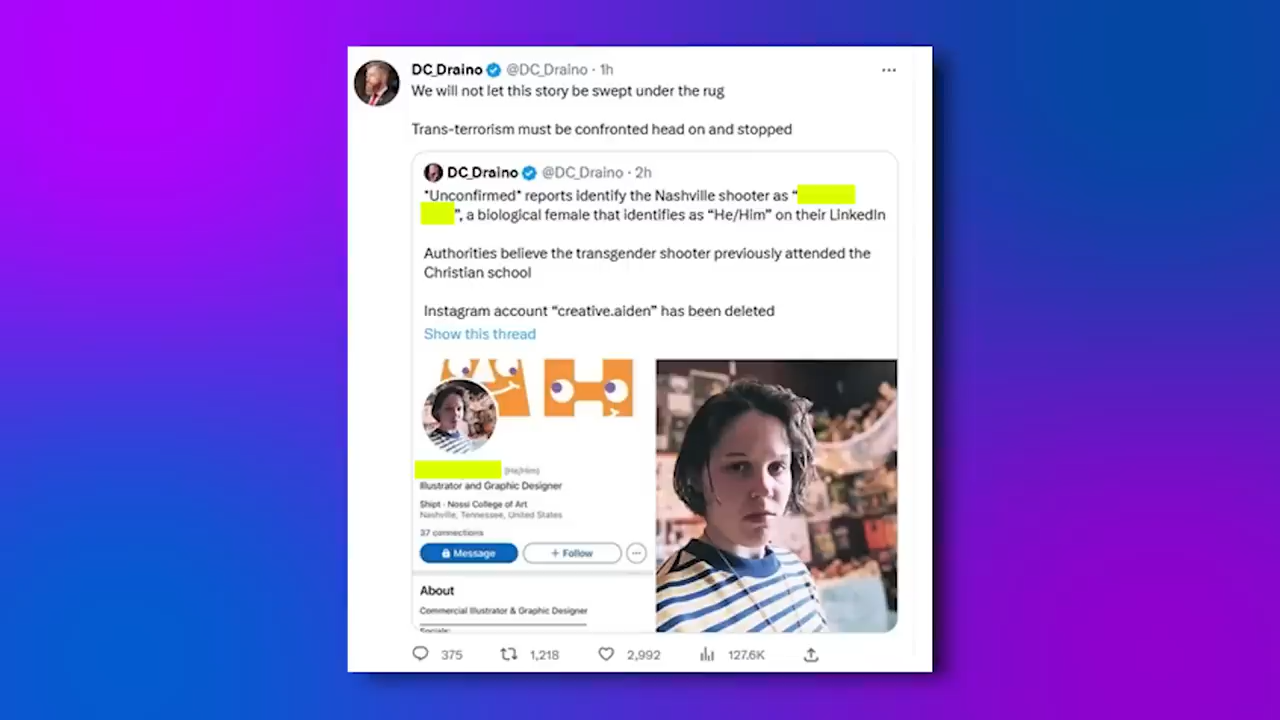 DC_Draino @DC_Draino · 1h
We will not let this story be swept under the rug
Trans-terrorism must be confronted head on and stopped
DC_Draino @DC_Draino · 2h
*Unconfirmed* reports identify the Nashville shooter as “
”, a biological female that identifies as “He/Him” on their LinkedIn
Authorities believe the transgender shooter previously attended the
Christian school
Instagram account “creative.aiden” has been deleted
Show this thread
(He/Him)
Illustrator and Graphic Designer
Shipt · Nossi College of Art
Nashville, Tennessee, United States
37 connections
Message
+ Follow
About
Commercial Illustrator & Graphic Designer
Socials:
375 1,218 2,992 127.6K